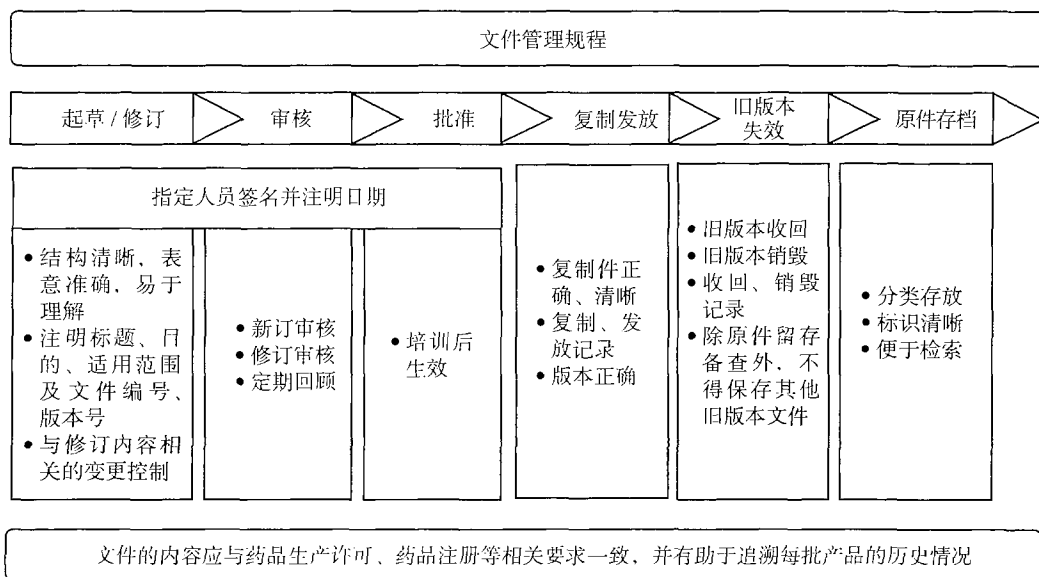 文件管理规程
起草/修订
审核
批准
复制发放
旧版本
失效
原件存档
指定人员签名并注明日期
• 结构清晰、表
意准确、易于
理解
• 注明标题、目
的、适用范围
及文件编号、
版本号
• 与修订内容相
关的变更控制
• 新订审核
• 修订审核
• 定期回顾
• 培训后
生效
• 复制件正
确、清晰
• 复制、发
放记录
• 版本正确
• 旧版本收回
• 旧版本销毁
• 收回、销毁
记录
• 除原件留存
备查外，不
得保存其他
旧版本文件
• 分类存放
• 标识清晰
• 便于检索
文件的内容应与药品生产许可、药品注册等相关要求一致，并有助于追溯每批产品的历史情况